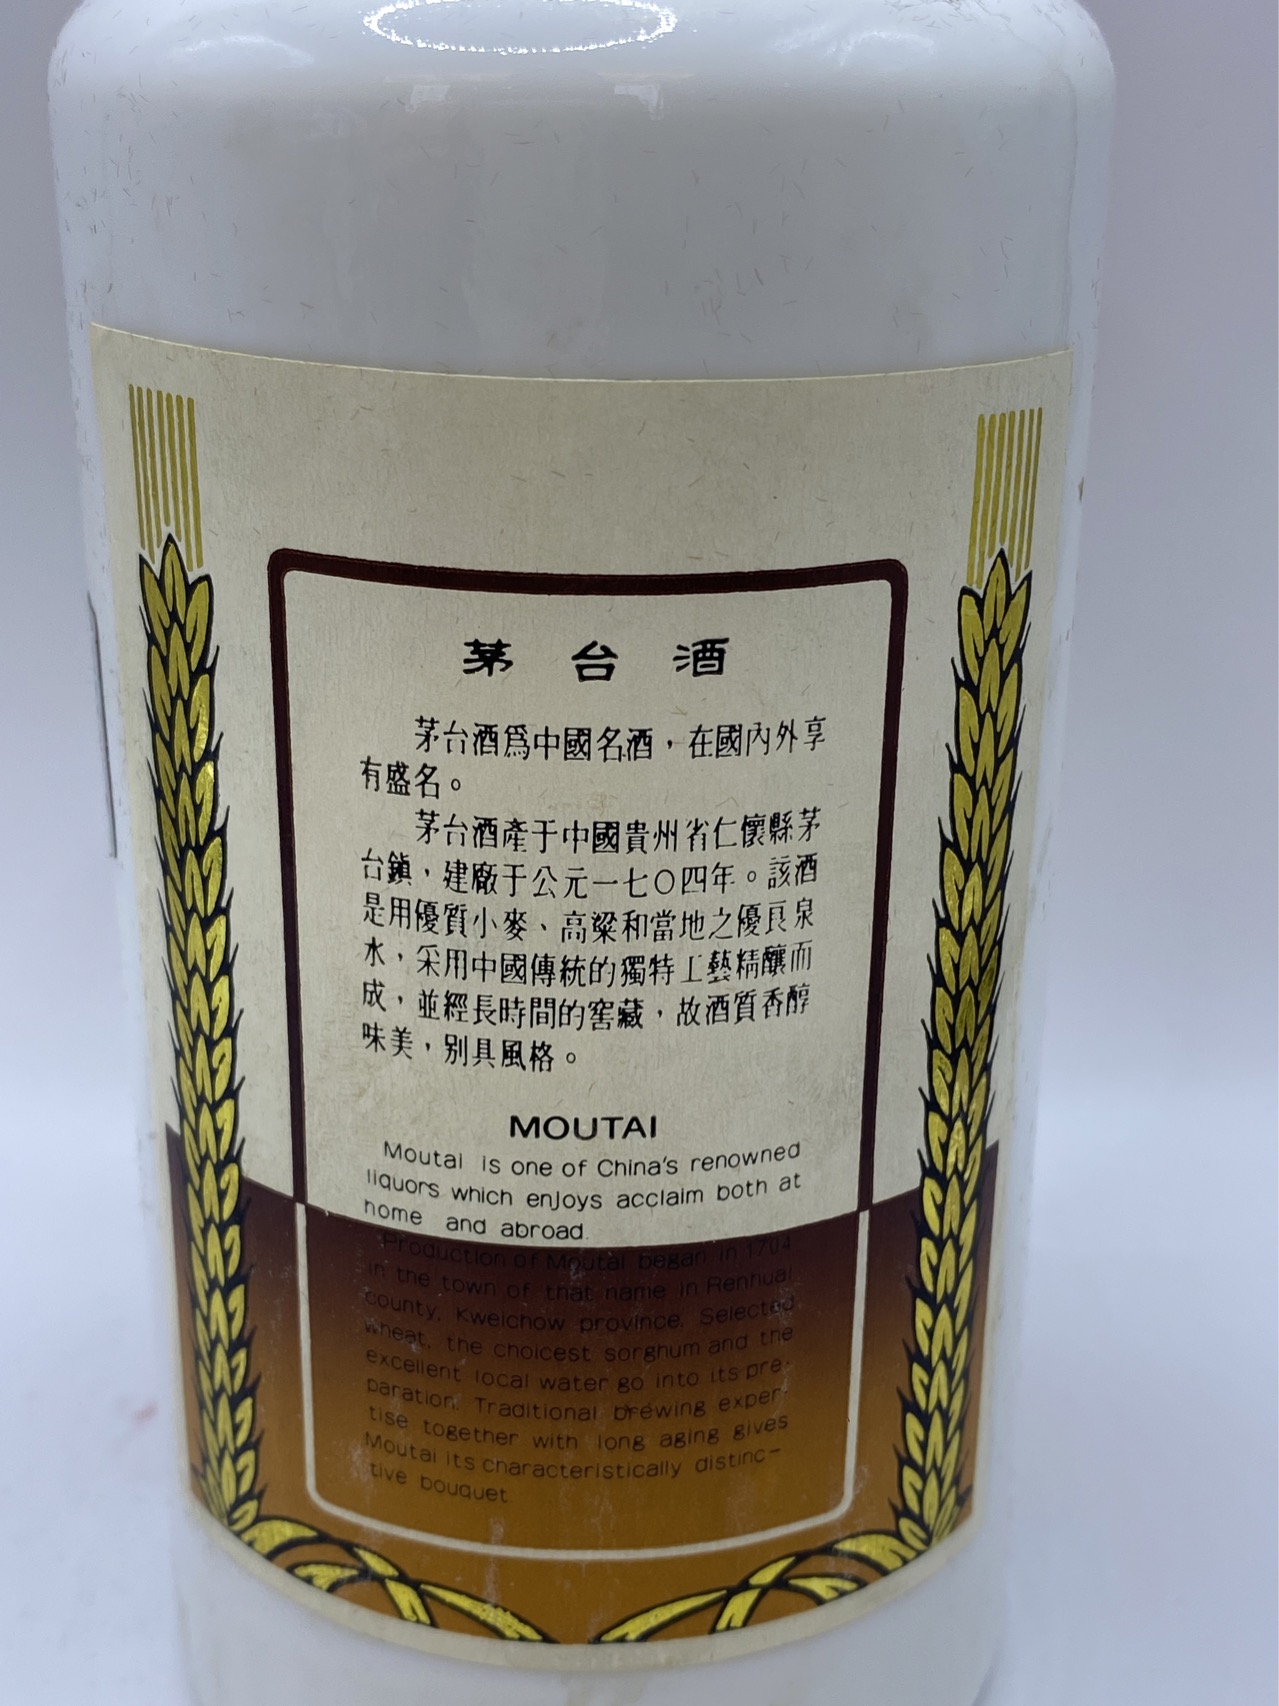 茅台酒
茅台酒爲中國名酒，在國內外享
有盛名。
茅台酒產于中國貴州省仁懷縣茅
台鎮，建廠于公元一七〇四年。該酒
是用優質小麥、高粱和當地之優良泉
水，采用中國傳統的獨特工藝精釀而
成，並經長時間的窖藏，故酒質香醇
味美，别具風格。
MOUTAI
Moutai is one of China's renowned
liquors which enjoys acclaim both at
home and abroad.
Production of Moutai began in 1704
in the town of that name in Renhuai
county, Kweichow province. Selected
wheat, the choicest sorghum and the
excellent local water go into its pre-
paration. Traditional brewing exper-
tise together with long aging gives
Moutai its characteristically distinc-
tive bouquet